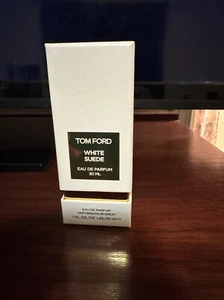 TOM FORD
WHITE
SUEDE
EAU DE PARFUM
30 ML
EAU DE PARFUM
VAPORISATEUR SPRAY